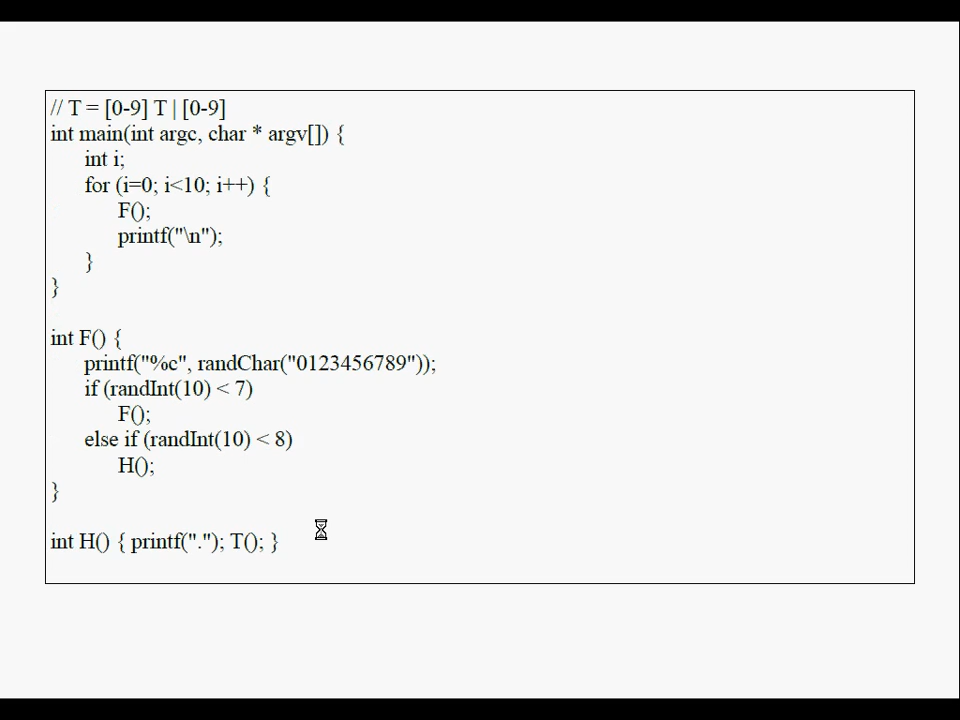 // T = [0-9] T | [0-9]
int main(int argc, char * argv[]) {
int i;
for (i=0; i<10; i++) {
F();
printf("\n");
}
}
int F() {
printf("%c", randChar("0123456789"));
if (randInt(10) < 7)
F();
else if (randInt(10) < 8)
H();
}
int H() { printf("."); T(); }